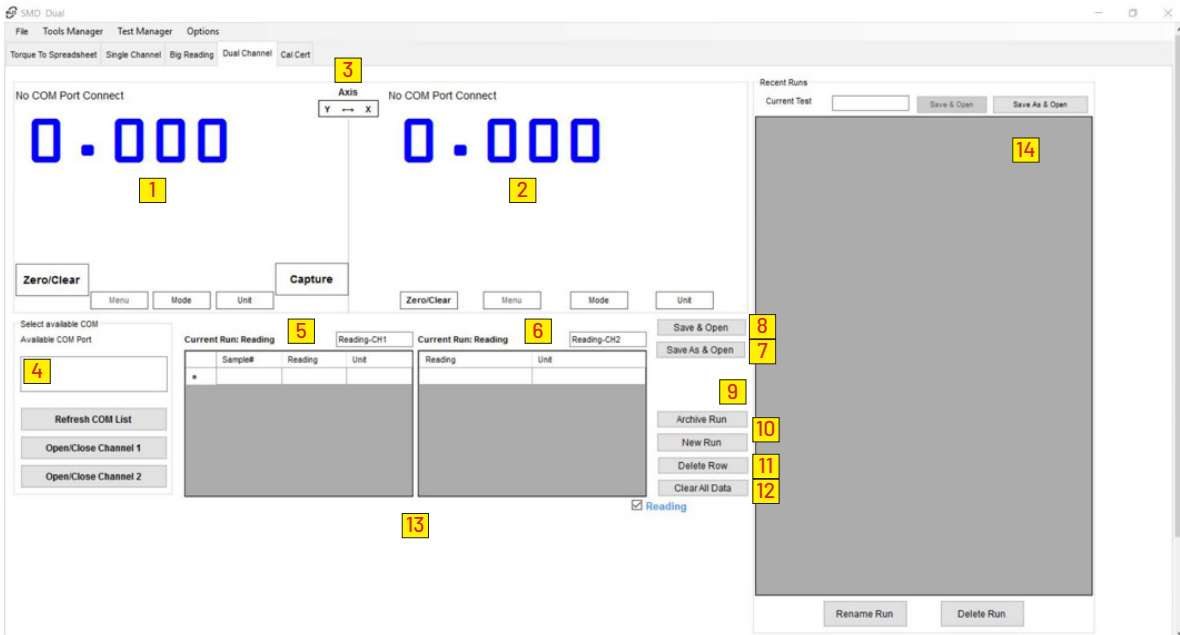 SMD Dual
File Tools Manager Test Manager Options
Torque To Spreadsheet Single Channel Big Reading Dual Channel Cal Cert
3
Axis
Y ↔ X
No COM Port Connect
0.000
1
Zero/Clear
Capture
Menu Mode Unit
No COM Port Connect
0.000
2
Zero/Clear Menu Mode Unit
Select available COM
Available COM Port
4
Refresh COM List
Open/Close Channel 1
Open/Close Channel 2
5
Current Run: Reading Reading-CH1
Sample# Reading Unit
6
Current Run: Reading Reading-CH2
Reading Unit
Save & Open 8
Save As & Open 7
9
Archive Run
New Run 10
Delete Row 11
Clear All Data 12
Reading
13
Recent Runs
Current Test Save & Open Save As & Open
14
Rename Run Delete Run